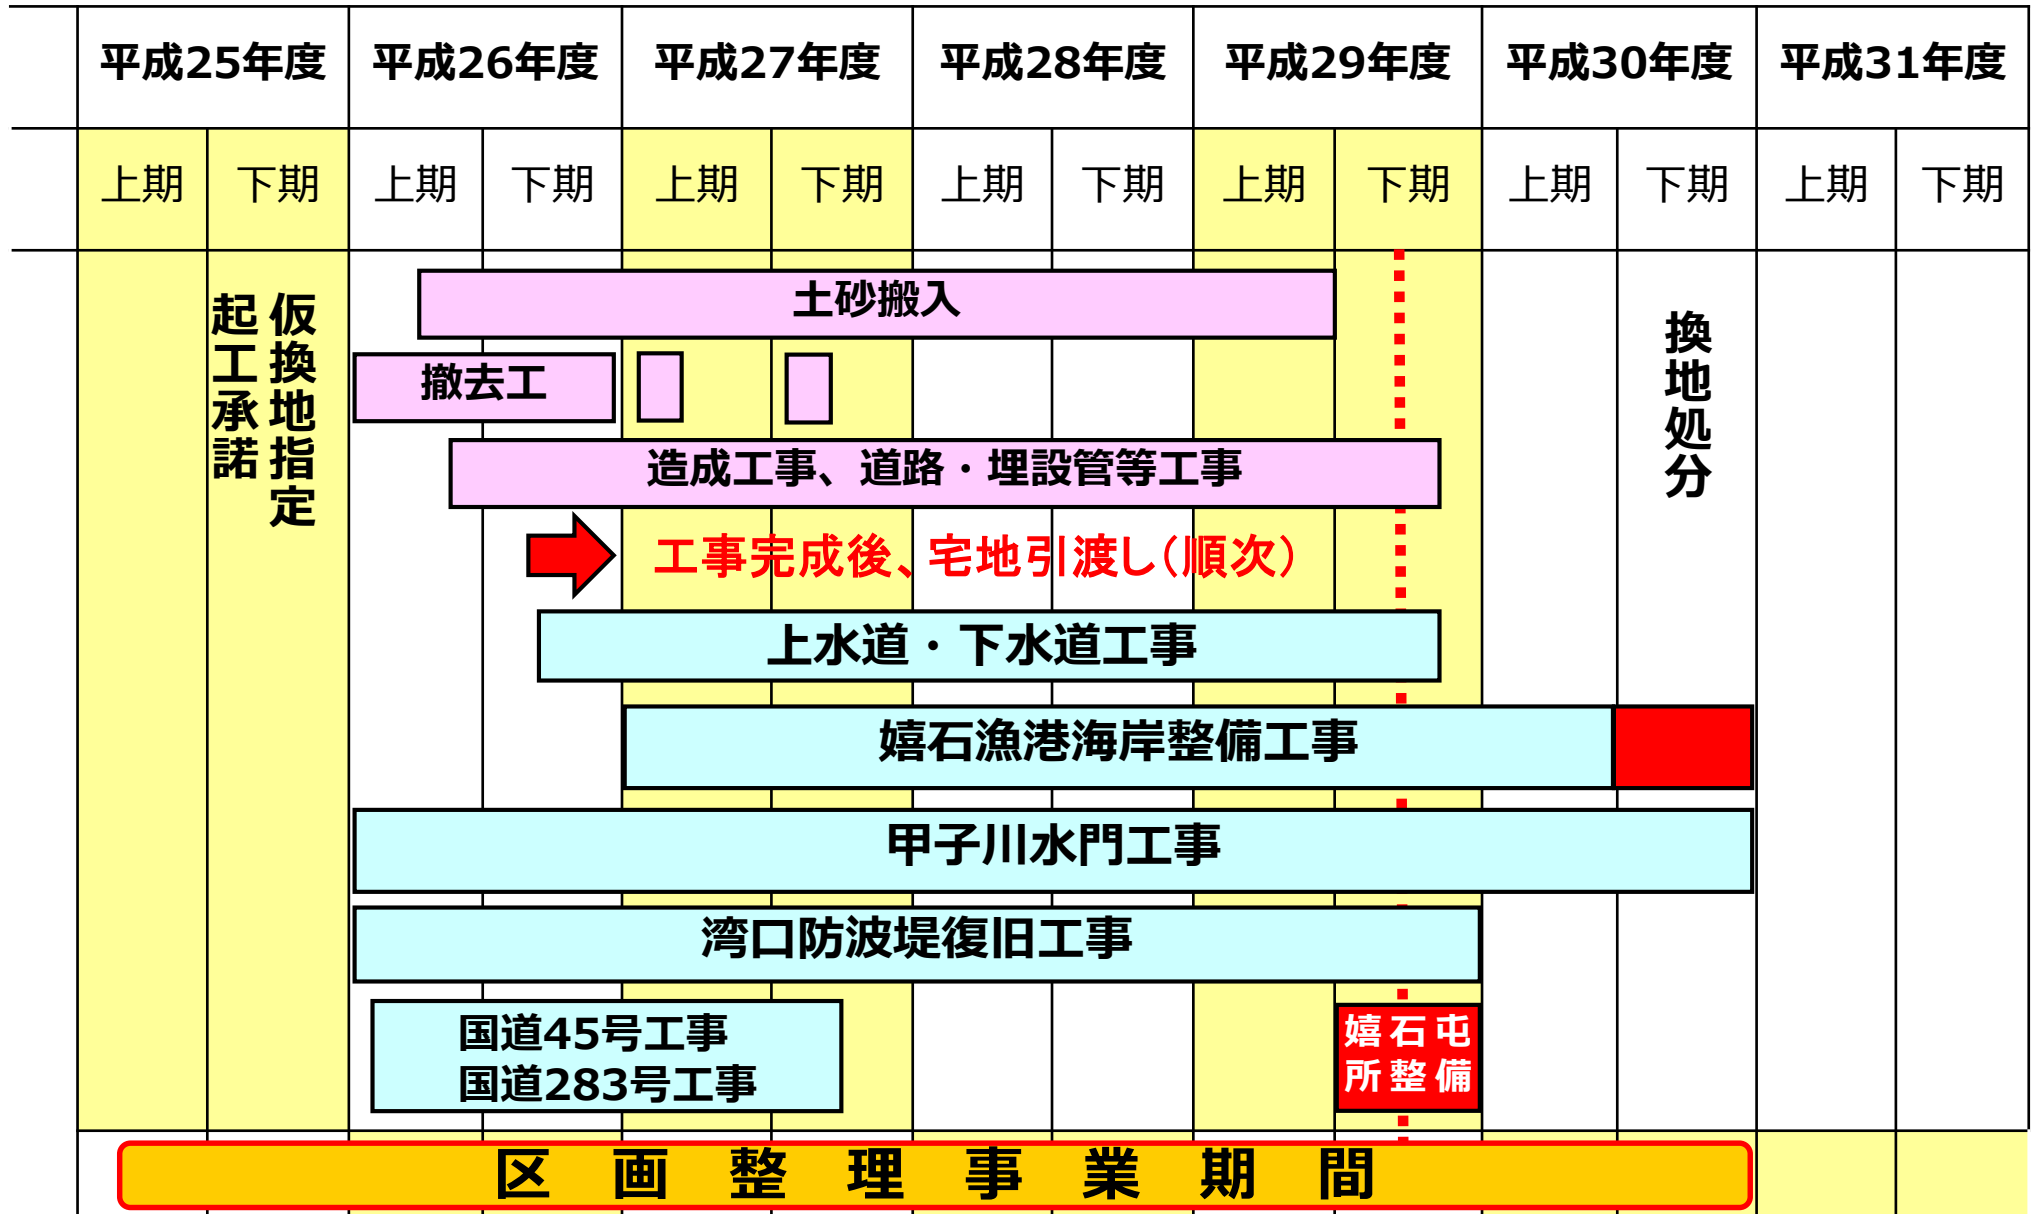 平成25年度 平成26年度 平成27年度 平成28年度 平成29年度 平成30年度 平成31年度
上期 下期 上期 下期 上期 下期 上期 下期 上期 下期 上期 下期 上期 下期
仮換地指定
起工承諾
土砂搬入
換地処分
撤去工
造成工事、道路・埋設管等工事
工事完成後、宅地引渡し(順次)
上水道・下水道工事
嬉石漁港海岸整備工事
甲子川水門工事
湾口防波堤復旧工事
国道45号工事
国道283号工事
嬉石屯
所整備
区画整理事業期間